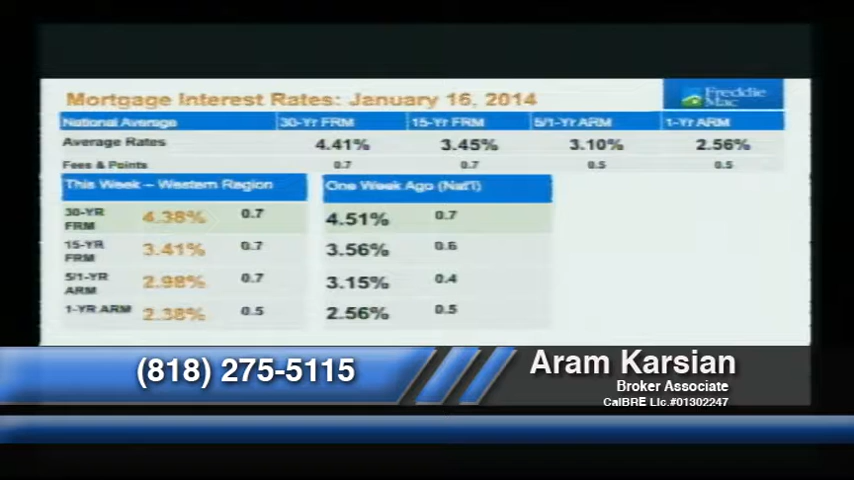 Mortgage Interest Rates: January 16, 2014
Freddie
Mac
National Average 30-Yr FRM 15-Yr FRM 5/1-Yr ARM 1-Yr ARM
Average Rates 4.41% 3.45% 3.10% 2.56%
Fees & Points 0.7 0.7 0.5 0.5
This Week – Western Region One Week Ago (Nat'l)
30-YR FRM 4.38% 0.7 4.51% 0.7
15-YR FRM 3.41% 0.7 3.56% 0.6
5/1-YR ARM 2.98% 0.7 3.15% 0.4
1-YR ARM 2.38% 0.5 2.56% 0.5
(818) 275-5115
Aram Karsian
Broker Associate
CalBRE Lic.#01302247